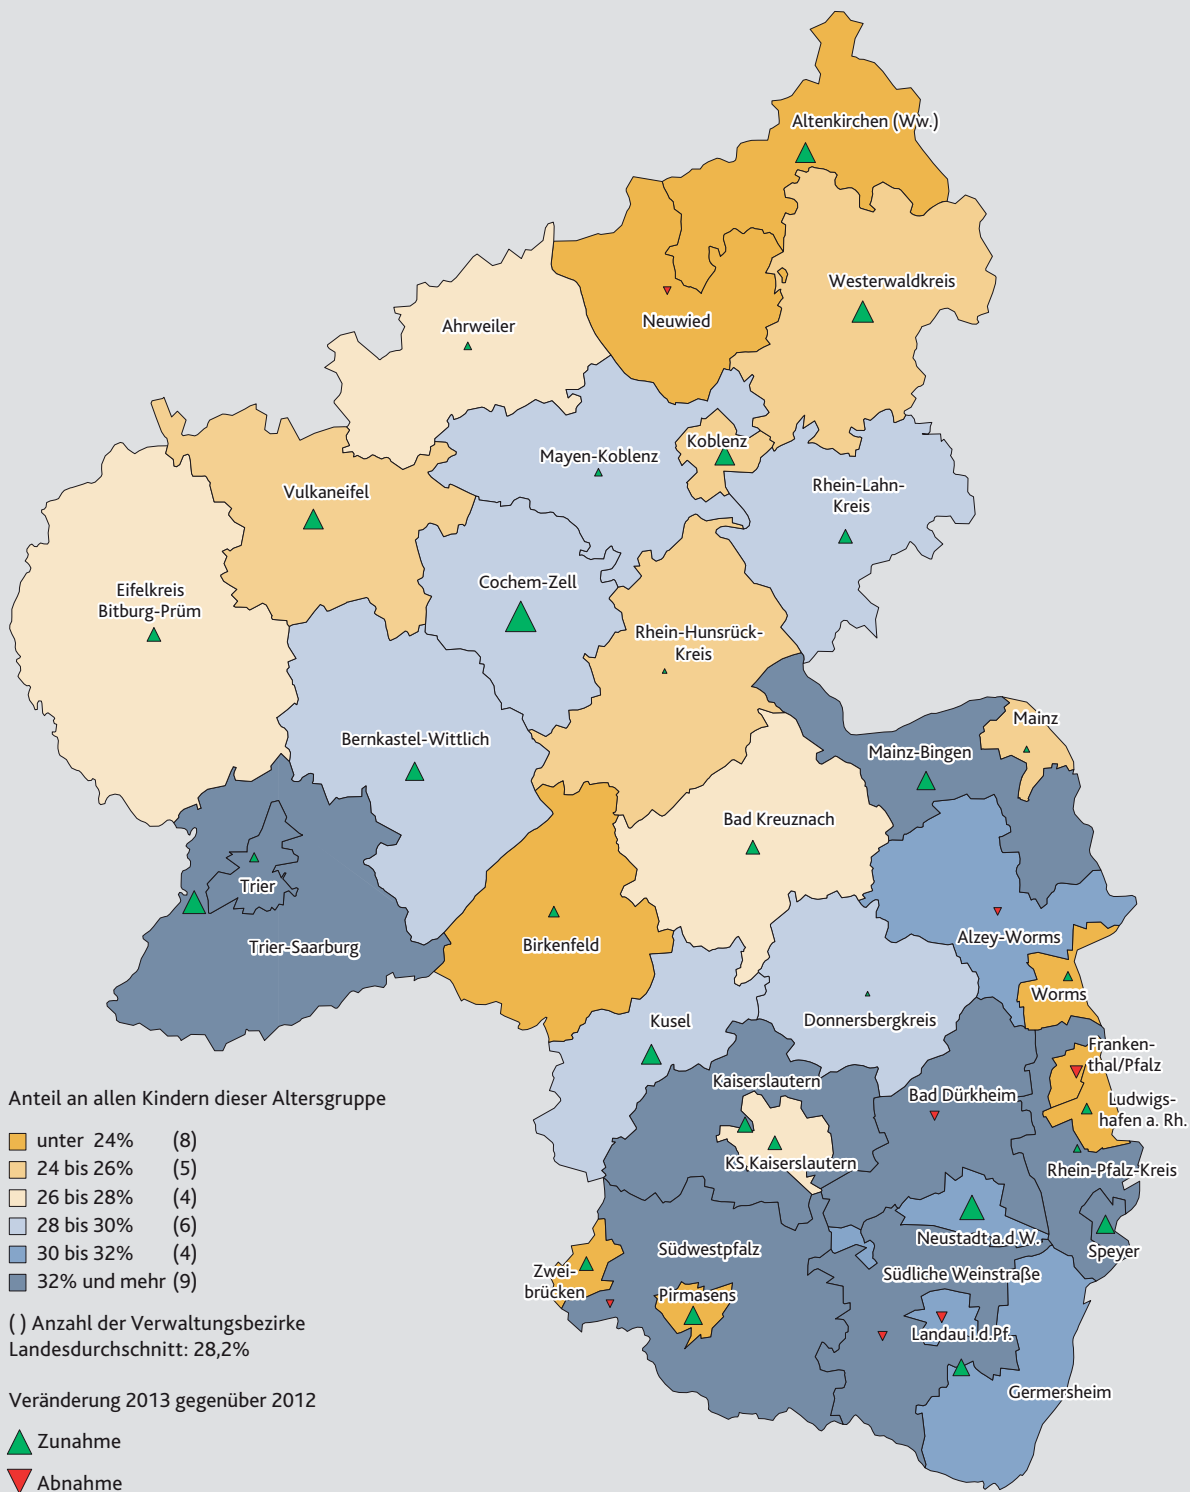 Altenkirchen (Ww.)
Westerwaldkreis
Neuwied
Ahrweiler
Koblenz
Mayen-Koblenz
Rhein-Lahn-
Kreis
Vulkaneifel
Cochem-Zell
Eifelkreis
Bitburg-Prüm
Rhein-Hunsrück-
Kreis
Mainz
Bernkastel-Wittlich
Mainz-Bingen
Bad Kreuznach
Trier
Alzey-Worms
Birkenfeld
Trier-Saarburg
Worms
Kusel
Donnersbergkreis
Franken-
thal/Pfalz
Kaiserslautern
Bad Dürkheim
Ludwigs-
hafen a. Rh.
KS,Kaiserslautern
Rhein-Pfalz-Kreis
Neustadt a.d.W.
Südwestpfalz
Speyer
Zwei-
brücken
Südliche Weinstraße
Pirmasens
Landau i.d.Pf.
Germersheim
Anteil an allen Kindern dieser Altersgruppe
unter 24% (8)
24 bis 26% (5)
26 bis 28% (4)
28 bis 30% (6)
30 bis 32% (4)
32% und mehr (9)
( ) Anzahl der Verwaltungsbezirke
Landesdurchschnitt: 28,2%
Veränderung 2013 gegenüber 2012
Zunahme
Abnahme